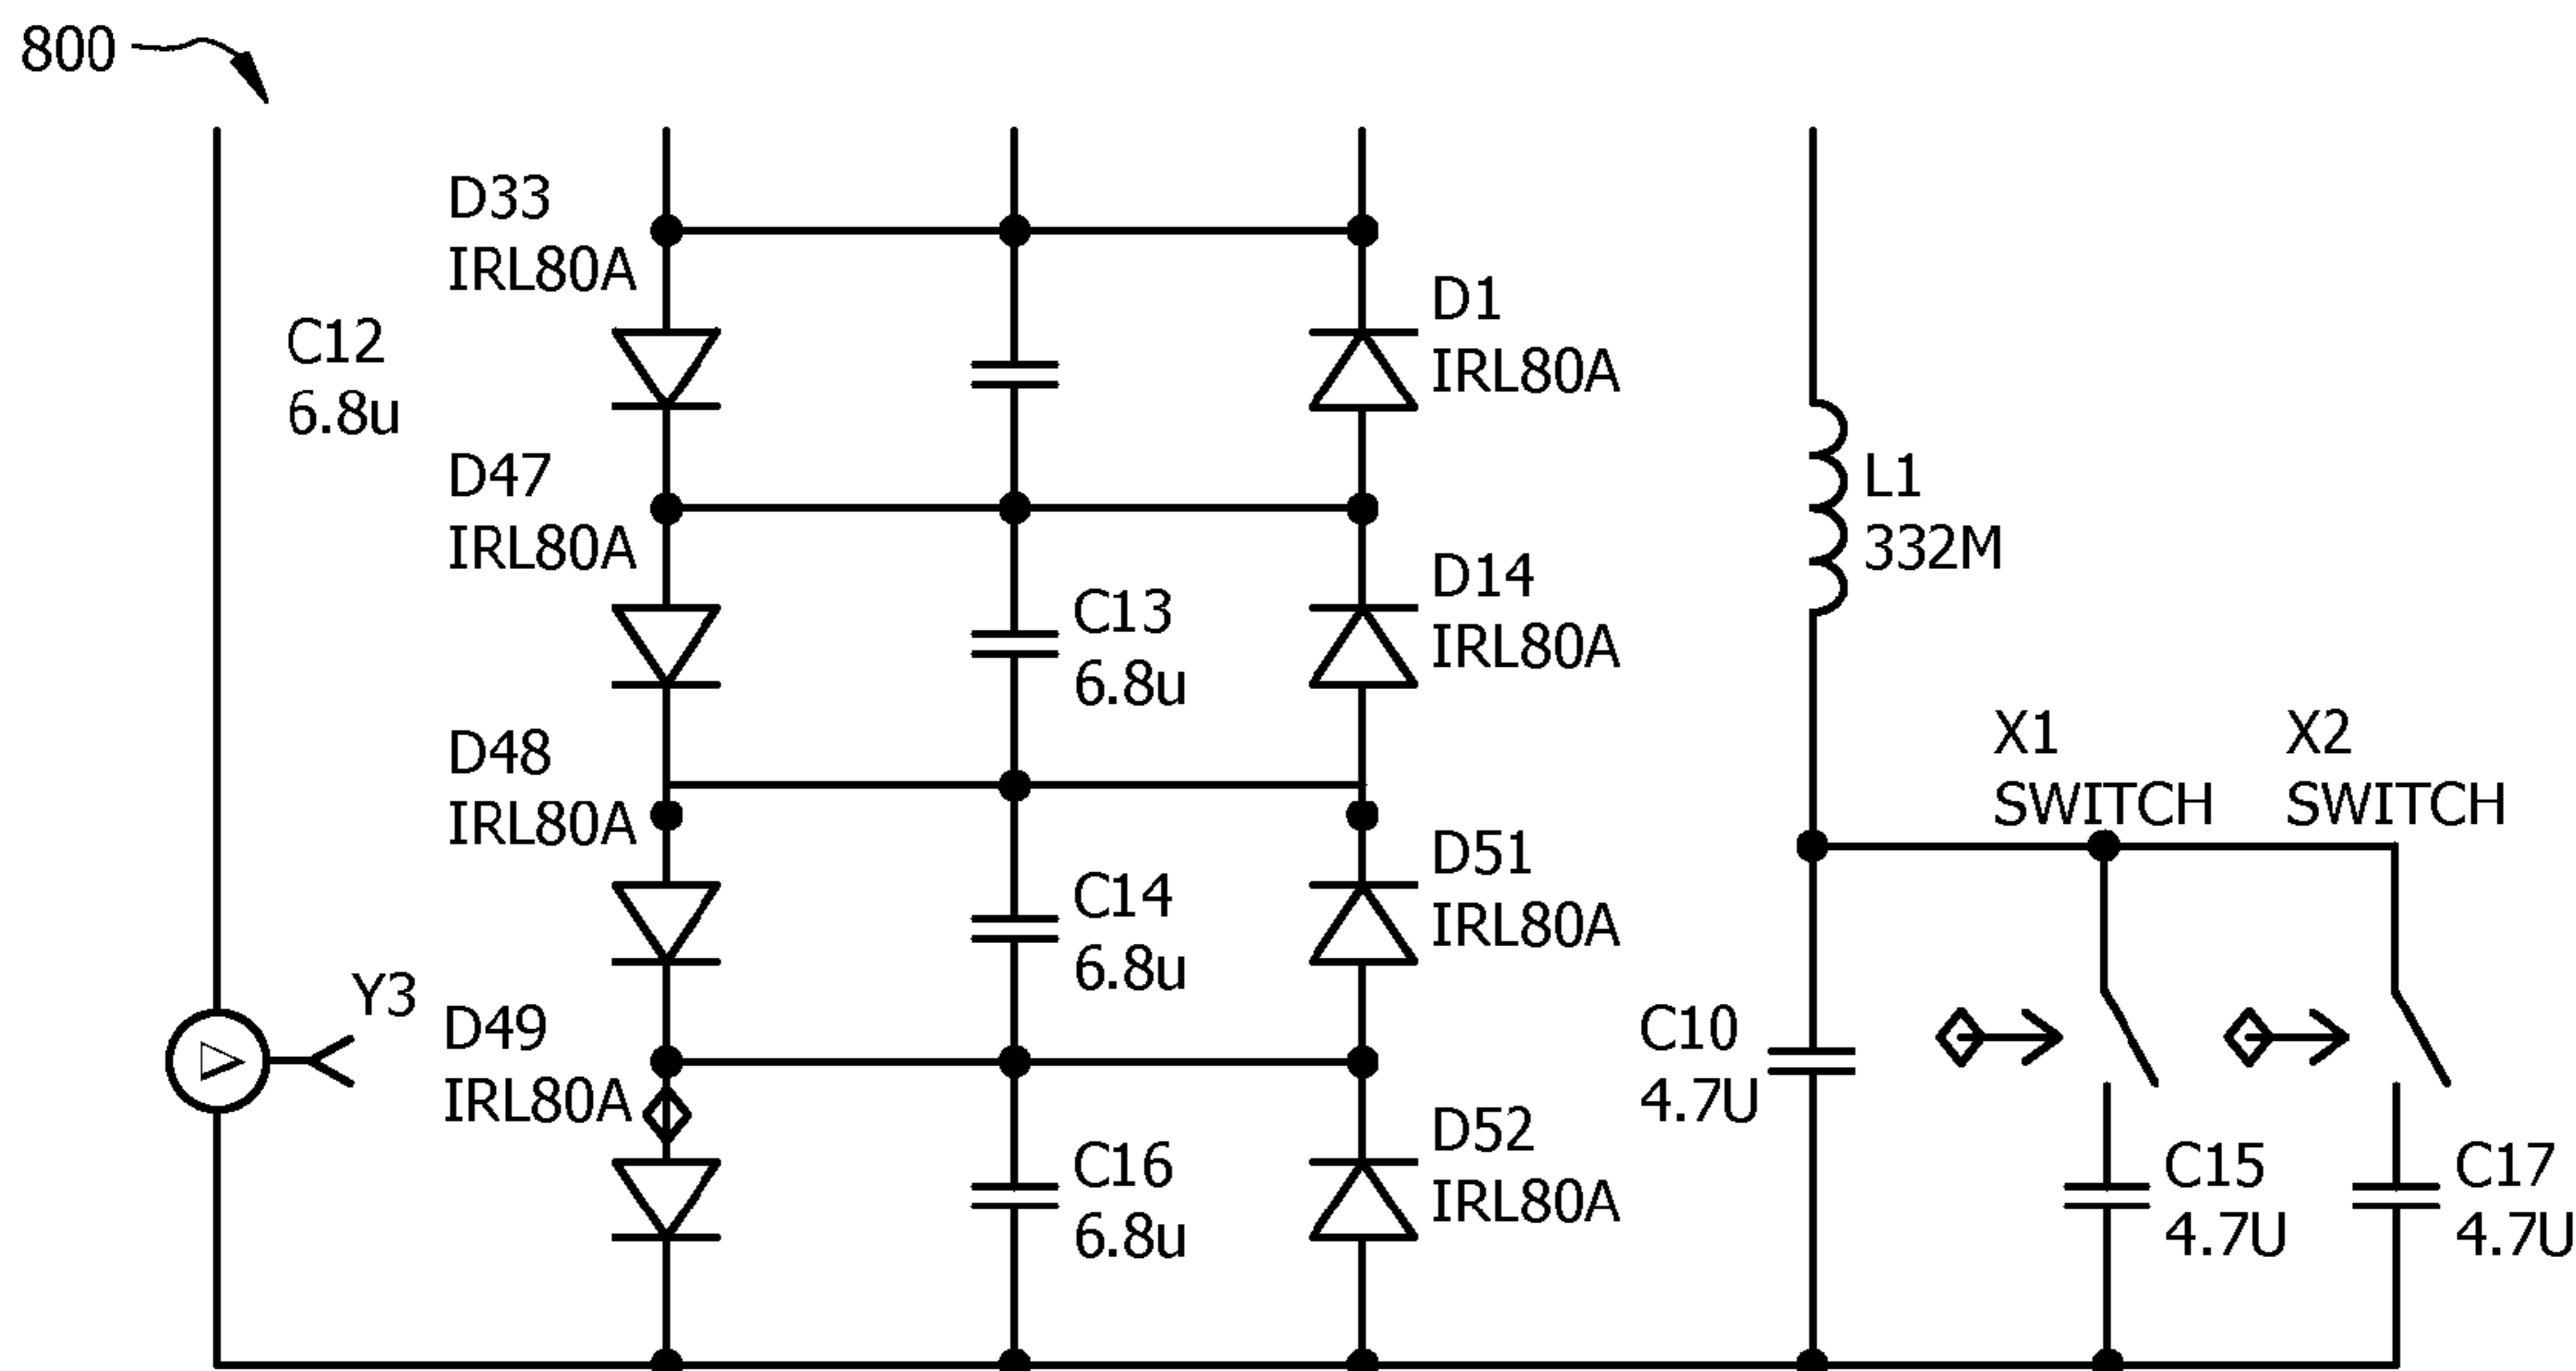 800
D33
IRL80A
C12
6.8u
D1
IRL80A
D47
IRL80A
L1
332M
C13
6.8u
D14
IRL80A
D48
IRL80A
X1
SWITCH
X2
SWITCH
C14
6.8u
D51
IRL80A
Y3
D49
IRL80A
C10
4.7U
C16
6.8u
D52
IRL80A
C15
4.7U
C17
4.7U